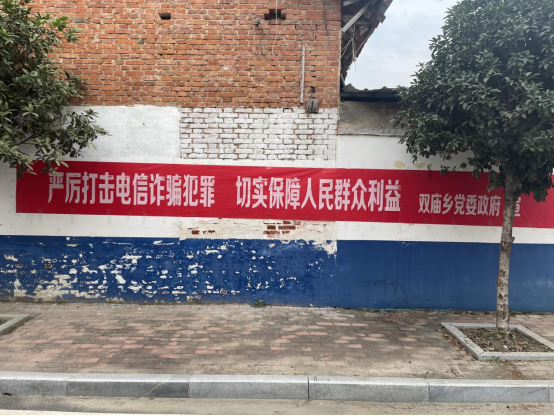 严厉打击电信诈骗犯罪 切实保障人民群众利益 双庙乡党委政府